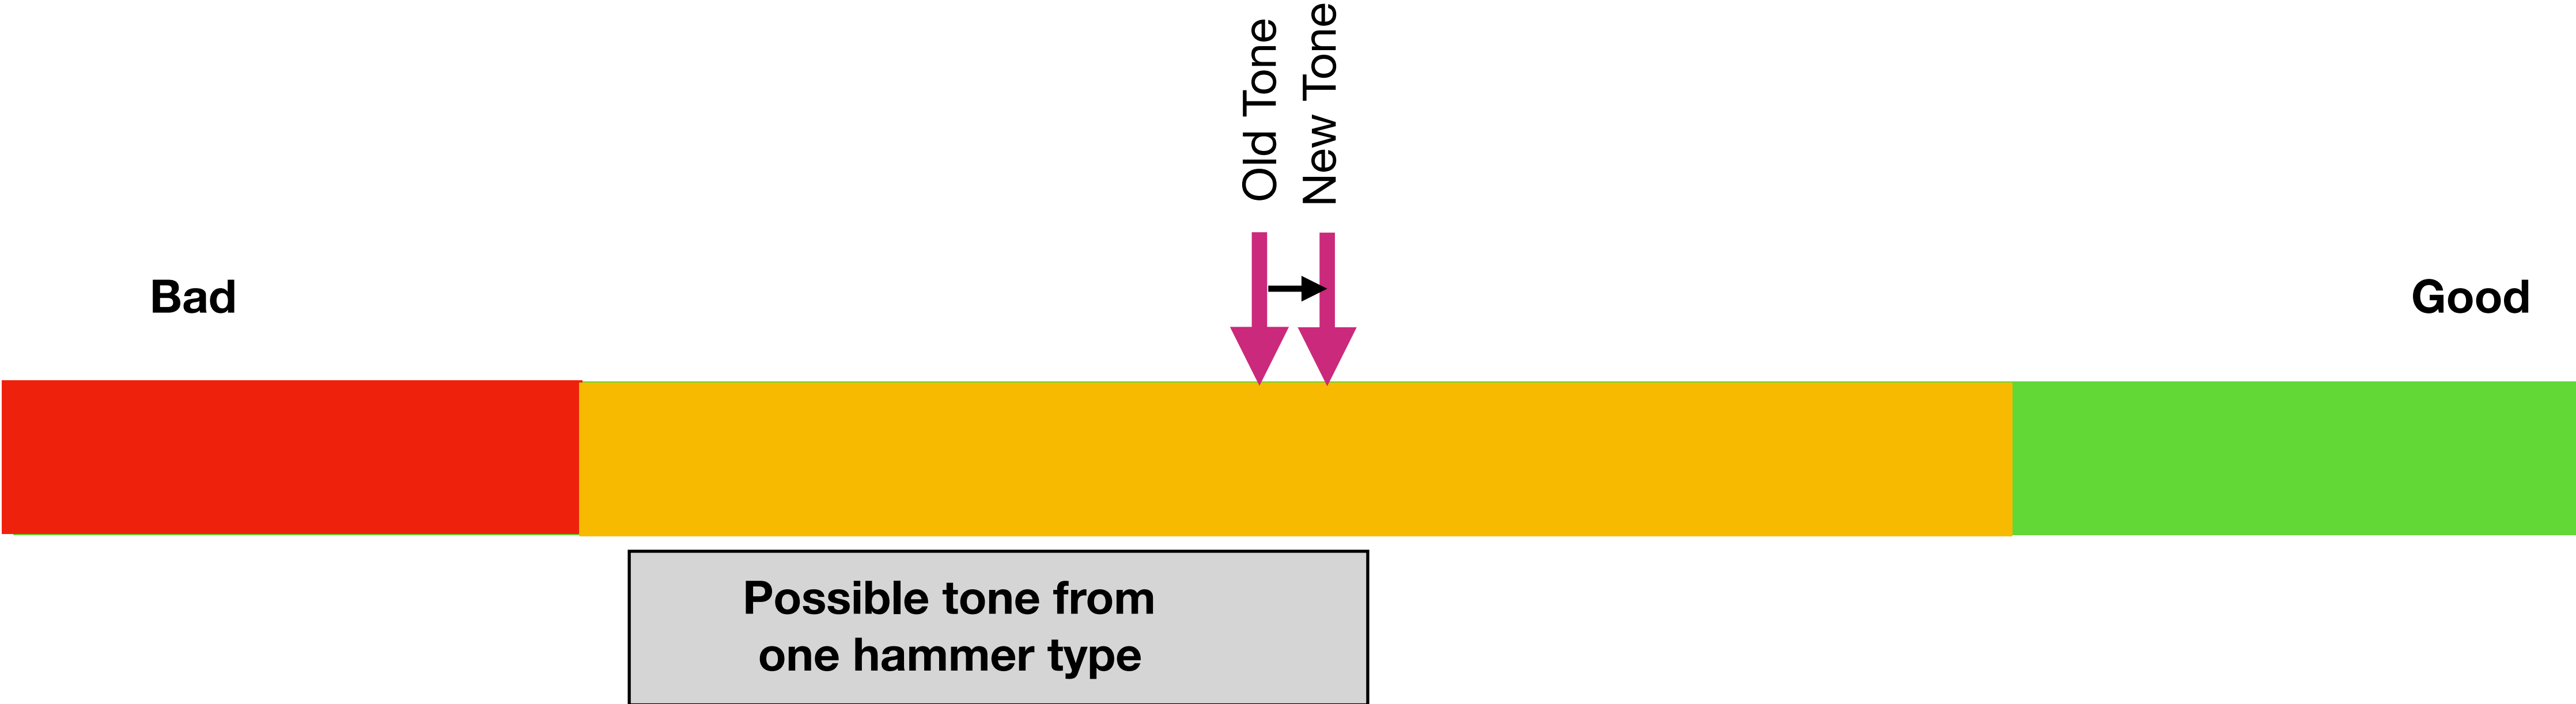 Old Tone
New Tone
Bad
Good
Possible tone from
one hammer type